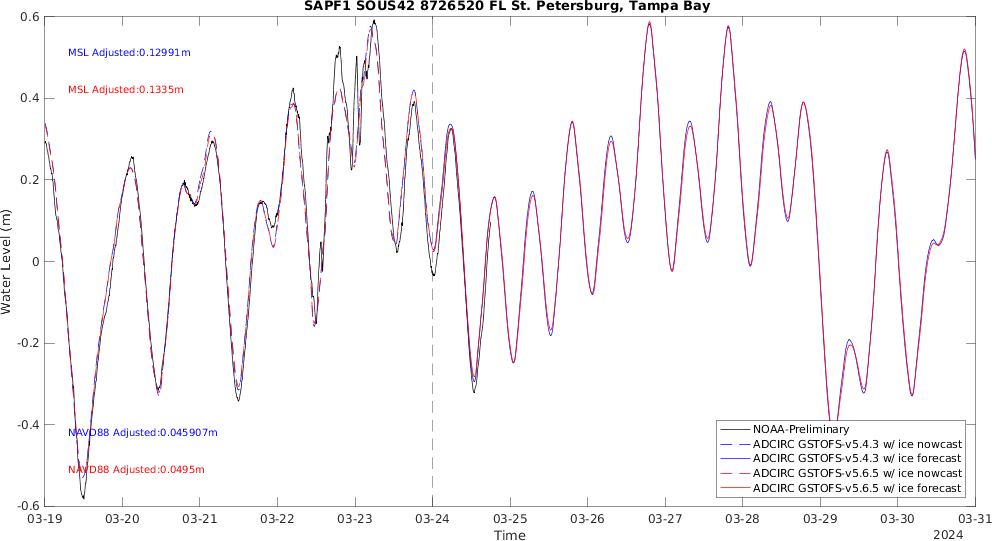 SAPF1 SOUS42 8726520 FL St. Petersburg, Tampa Bay
0.6
MSL Adjusted:0.12991m
MSL Adjusted:0.1335m
0.4
0.2
0
-0.2
-0.4
-0.6
Water Level (m)
NAVD88 Adjusted:0.045907m
NAVD88 Adjusted:0.0495m
NOAA-Preliminary
ADCIRC GSTOFS-v5.4.3 w/ ice nowcast
ADCIRC GSTOFS-v5.4.3 w/ ice forecast
ADCIRC GSTOFS-v5.6.5 w/ ice nowcast
ADCIRC GSTOFS-v5.6.5 w/ ice forecast
03-19 03-20 03-21 03-22 03-23 03-24 03-25 03-26 03-27 03-28 03-29 03-30 03-31
Time
2024